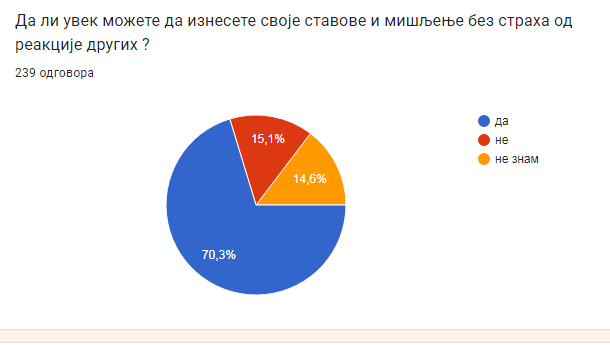 Да ли увек можете да изнесете своје ставове и мишљење без страха од
реакције других ?
239 одговора
да
не
не знам
15,1%
14,6%
70,3%